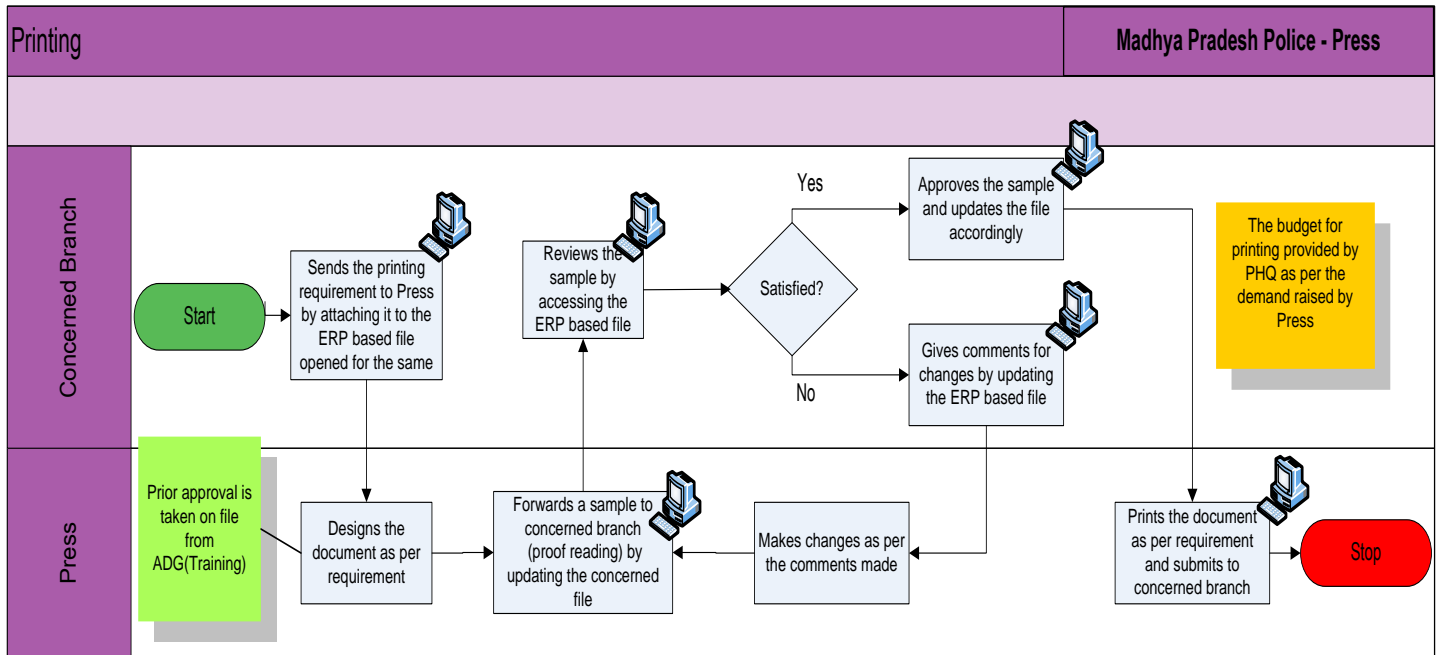 Printing
Madhya Pradesh Police - Press
Concerned Branch
Start
Sends the printing
requirement to Press
by attaching it to the
ERP based file
opened for the same
Reviews the
sample by
accessing the
ERP based file
Satisfied?
Yes
No
Approves the sample
and updates the file
accordingly
Gives comments for
changes by updating
the ERP based file
The budget for
printing provided by
PHQ as per the
demand raised by
Press
Press
Prior approval is
taken on file
from
ADG(Training)
Designs the
document as per
requirement
Forwards a sample to
concerned branch
(proof reading) by
updating the concerned
file
Makes changes as per
the comments made
Prints the document
as per requirement
and submits to
concerned branch
Stop